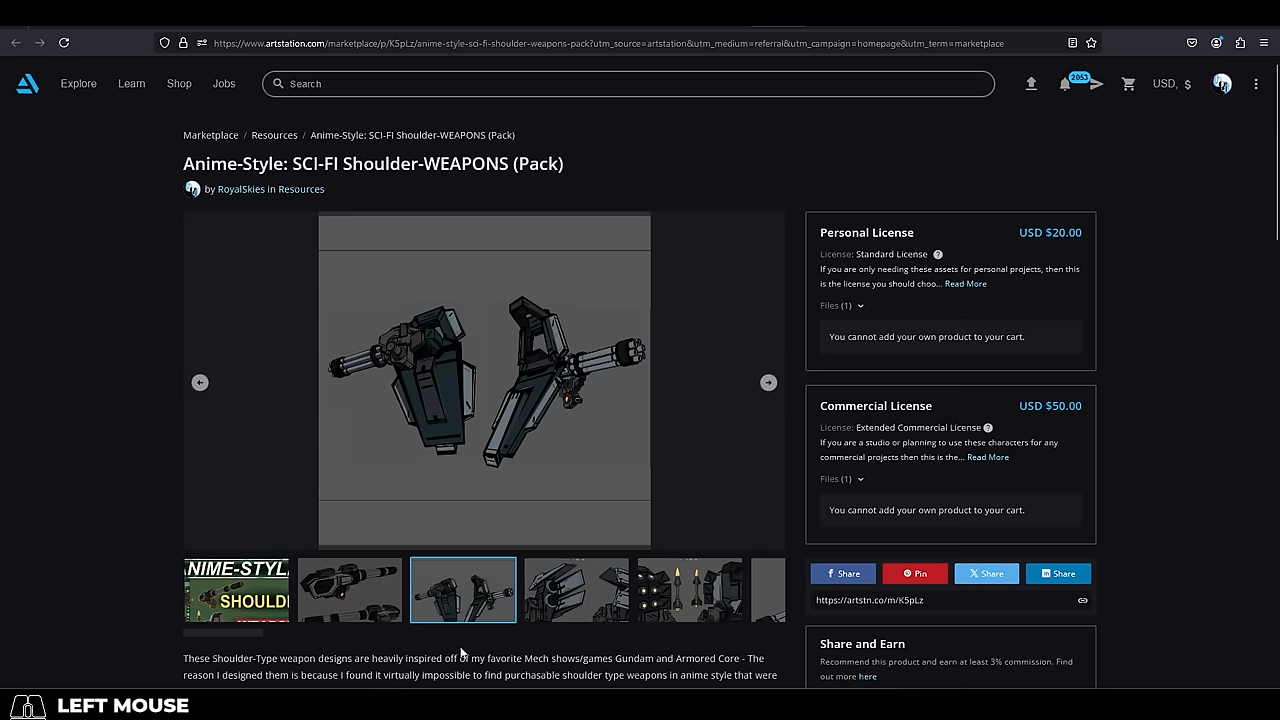 https://www.artstation.com/marketplace/p/K5pLz/anime-style-sci-fi-shoulder-weapons-pack?utm_source=artstation&utm_medium=referral&utm_campaign=homepage&utm_term=marketplace
Explore
Learn
Shop
Jobs
Search
2053
USD, $
Marketplace / Resources / Anime-Style: SCI-FI Shoulder-WEAPONS (Pack)
Anime-Style: SCI-FI Shoulder-WEAPONS (Pack)
by RoyalSkies in Resources
Personal License USD $20.00
License: Standard License ?
If you are only needing these assets for personal projects, then this
is the license you should choo... Read More
Files (1)
You cannot add your own product to your cart.
Commercial License USD $50.00
License: Extended Commercial License ?
If you are a studio or planning to use these characters for any
commercial projects then this is the... Read More
Files (1)
You cannot add your own product to your cart.
NIME-STYL
SHOULD
Share
Pin
Share
Share
https://artstn.co/m/K5pLz
Share and Earn
Recommend this product and earn at least 3% commission. Find
out more here
These Shoulder-Type weapon designs are heavily inspired off of my favorite Mech shows/games Gundam and Armored Core - The
reason I designed them is because I found it virtually impossible to find purchasable shoulder type weapons in anime style that were
LEFT MOUSE